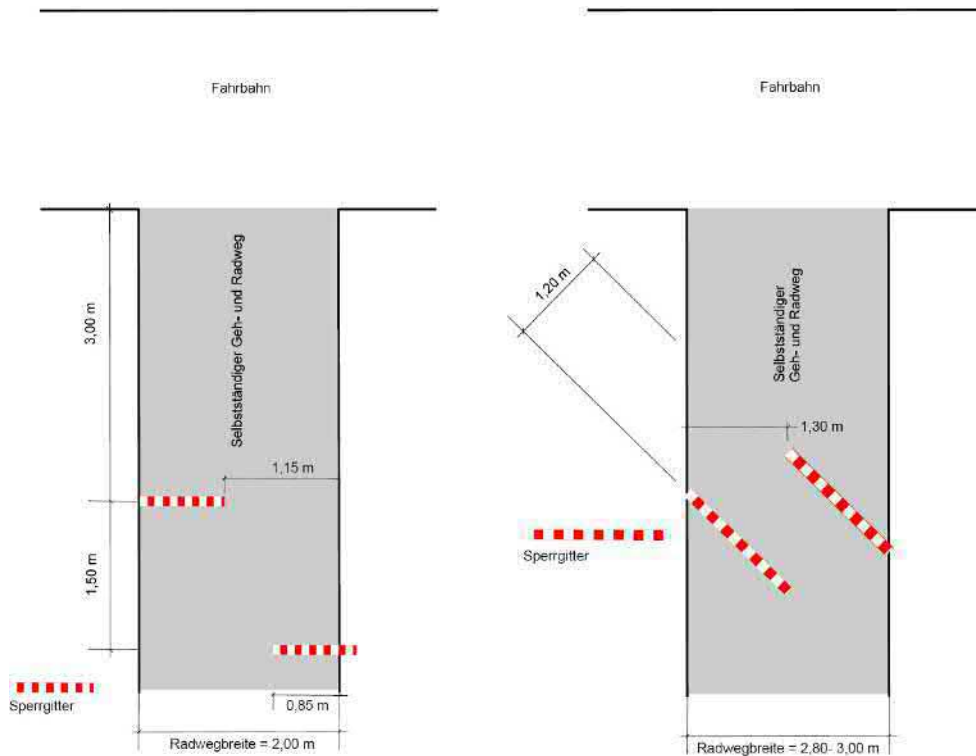 Fahrbahn
3,00 m
Selbstständiger Geh- und Radweg
1,15 m
1,50 m
Sperrgitter
0,85 m
Radwegbreite = 2,00 m
Fahrbahn
1,20 m
Selbstständiger
Geh- und Radweg
1,30 m
Sperrgitter
Radwegbreite = 2,80- 3,00 m